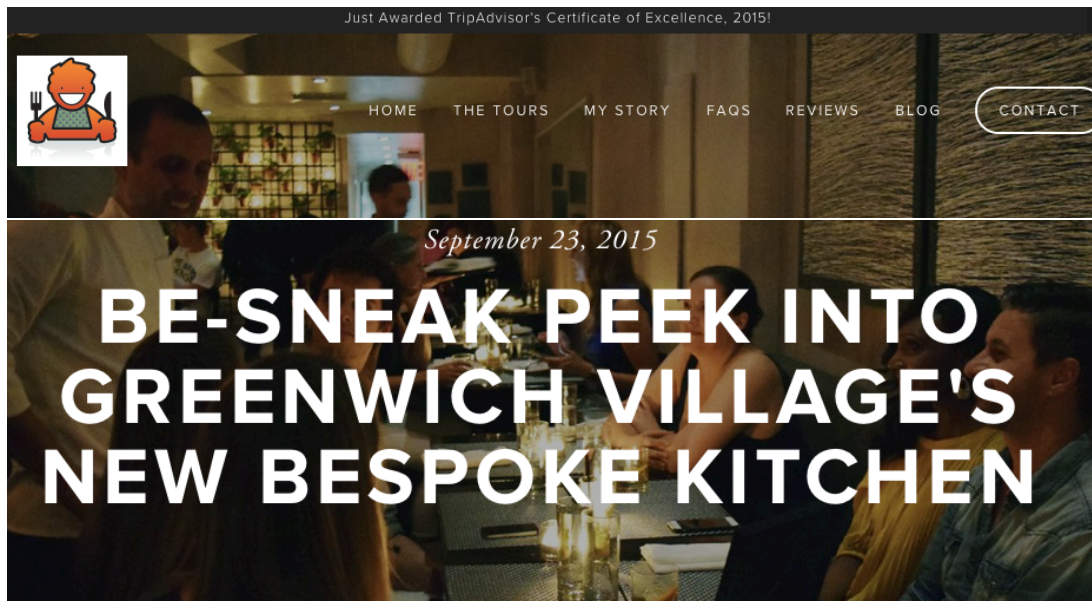 Just Awarded TripAdvisor's Certificate of Excellence, 2015!
HOME THE TOURS MY STORY FAQS REVIEWS BLOG CONTACT
September 23, 2015
BE-SNEAK PEEK INTO
GREENWICH VILLAGE'S
NEW BESPOKE KITCHEN